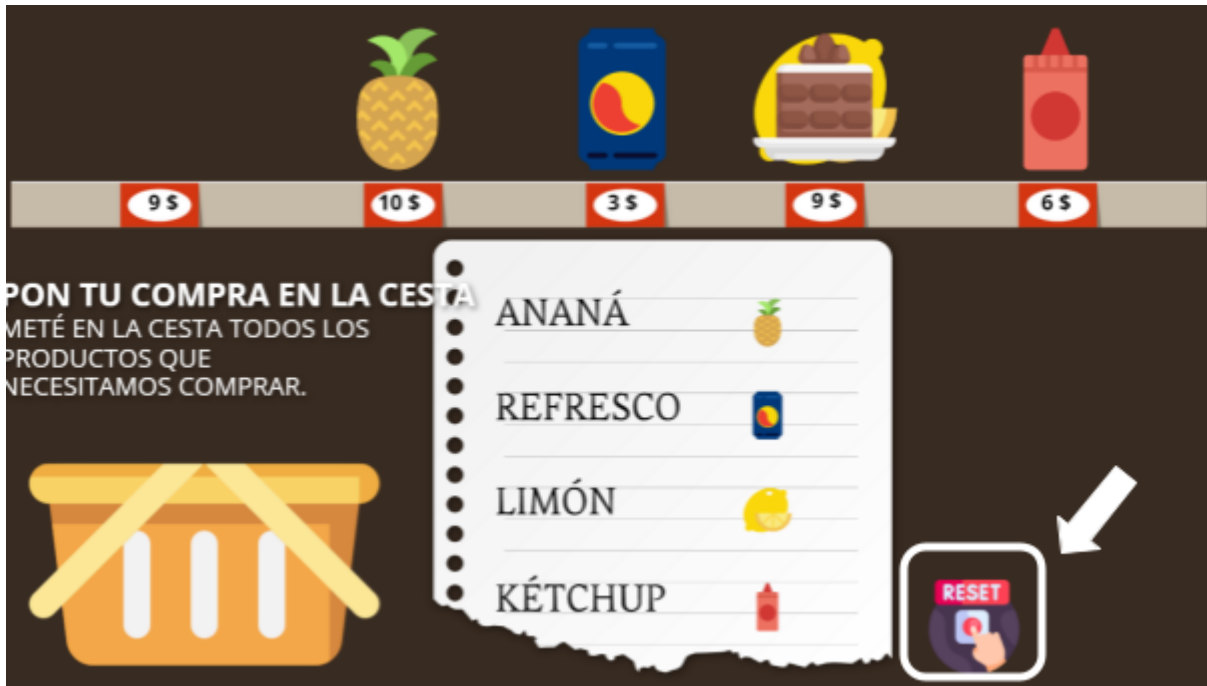 9 $
10 $
3 $
9 $
6 $
PON TU COMPRA EN LA CESTA
METÉ EN LA CESTA TODOS LOS
PRODUCTOS QUE
NECESITAMOS COMPRAR.
ANANÁ
REFRESCO
LIMÓN
KÉTCHUP
RESET